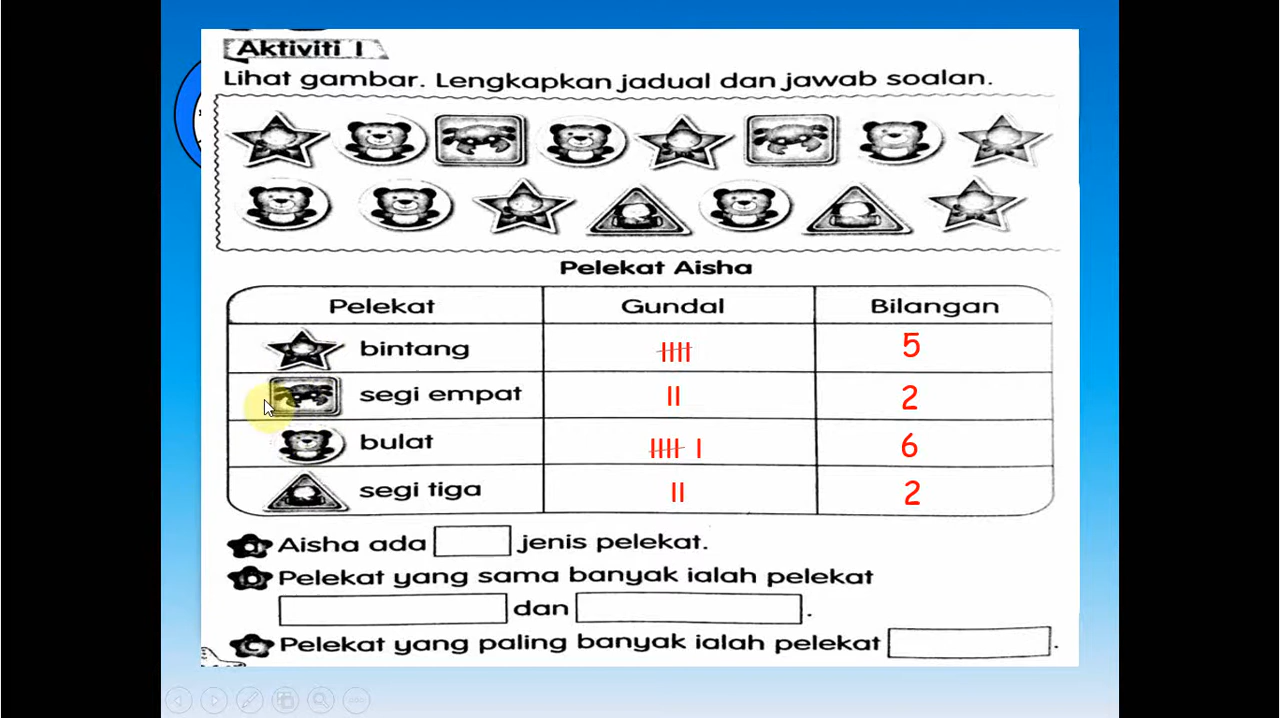 Aktiviti 1
Lihat gambar. Lengkapkan jadual dan jawab soalan.
Pelekat Aisha
Pelekat Gundal Bilangan
bintang 5
segi empat 2
bulat 6
segi tiga 2
a Aisha ada jenis pelekat.
b Pelekat yang sama banyak ialah pelekat
dan .
c Pelekat yang paling banyak ialah pelekat .